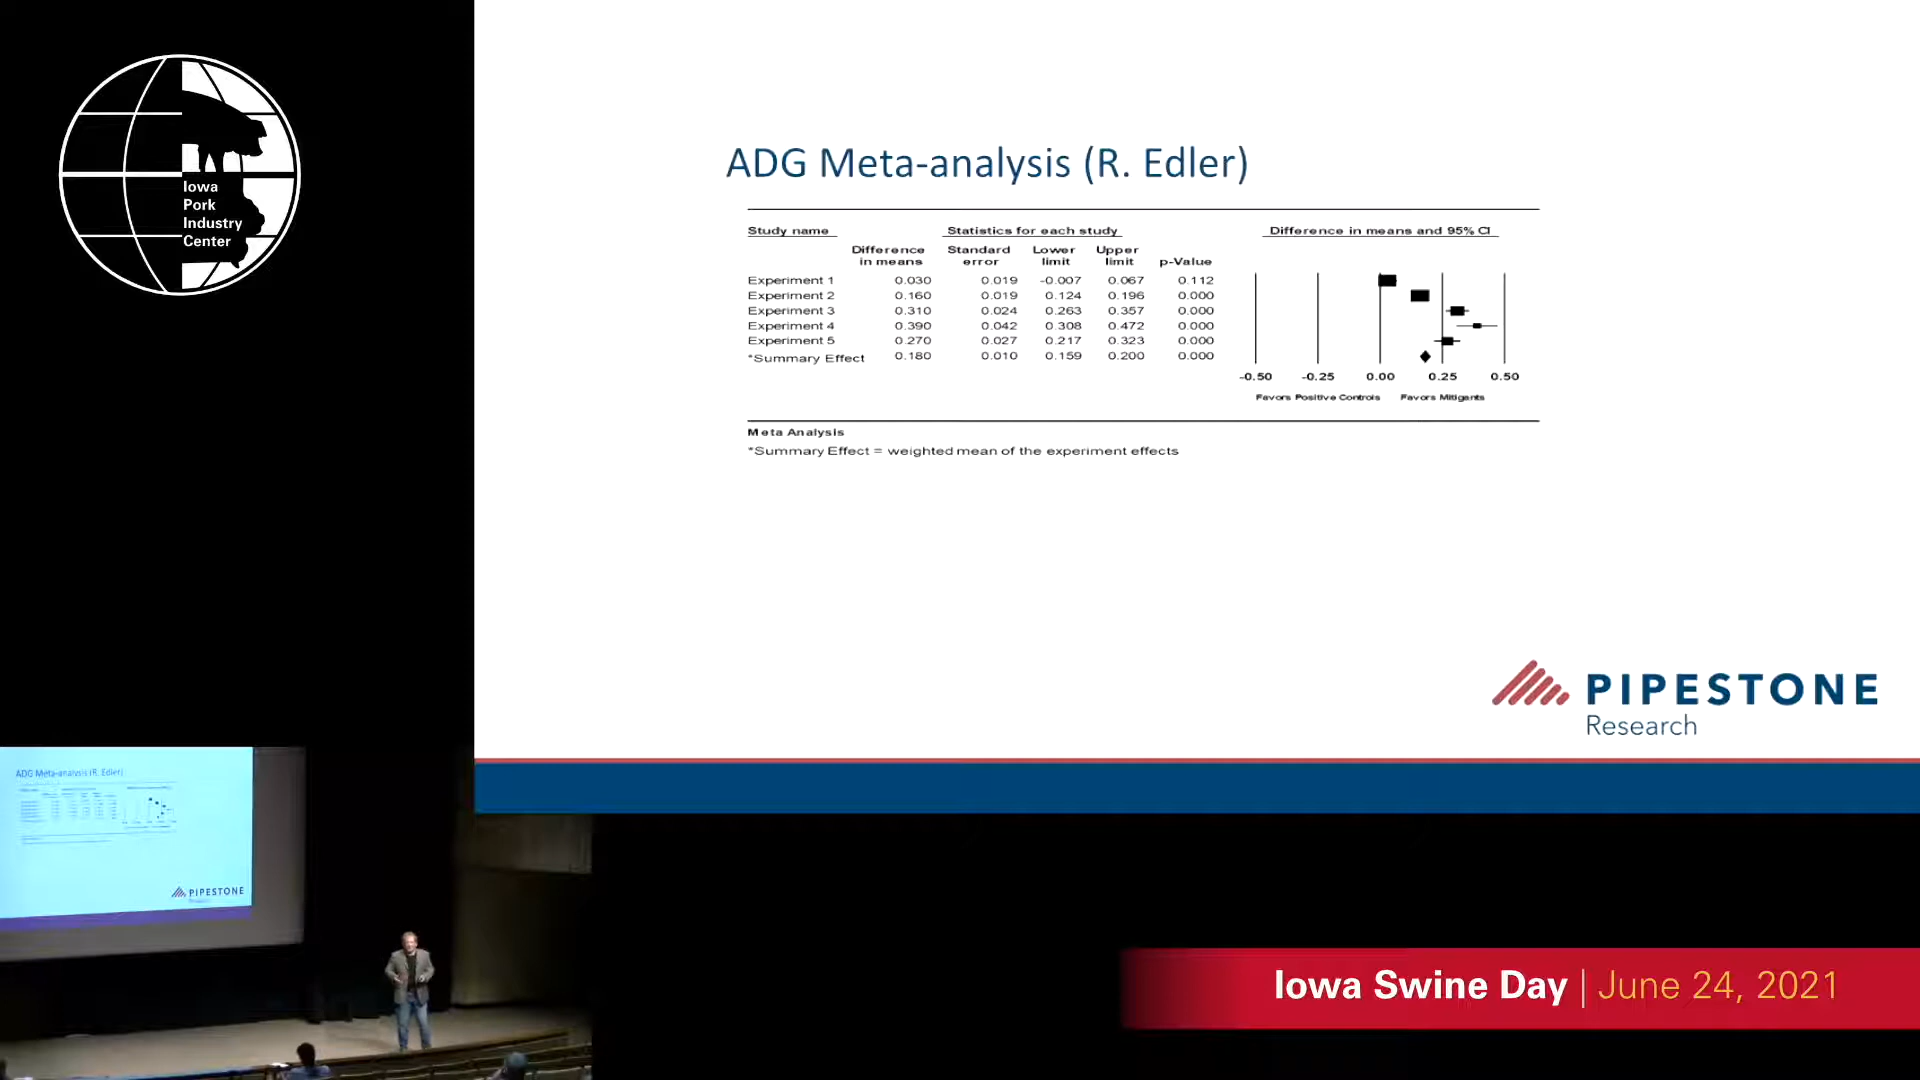 Iowa
Pork
Industry
Center
ADG Meta-analysis (R. Edler)
Study name Statistics for each study Difference in means and 95% CI
Difference in means Standard error Lower limit Upper limit p-Value
Experiment 1 0.030 0.019 -0.007 0.067 0.112
Experiment 2 0.160 0.019 0.124 0.196 0.000
Experiment 3 0.310 0.024 0.263 0.357 0.000
Experiment 4 0.390 0.042 0.308 0.472 0.000
Experiment 5 0.270 0.027 0.217 0.323 0.000
*Summary Effect 0.180 0.010 0.159 0.200 0.000
-0.50 -0.25 0.00 0.25 0.50
Favors Positive Controls Favors Mitigants
Meta Analysis
*Summary Effect = weighted mean of the experiment effects
PIPESTONE
Research
ADG Meta-analysis (R. Edler)
PIPESTONE
Iowa Swine Day | June 24, 2021